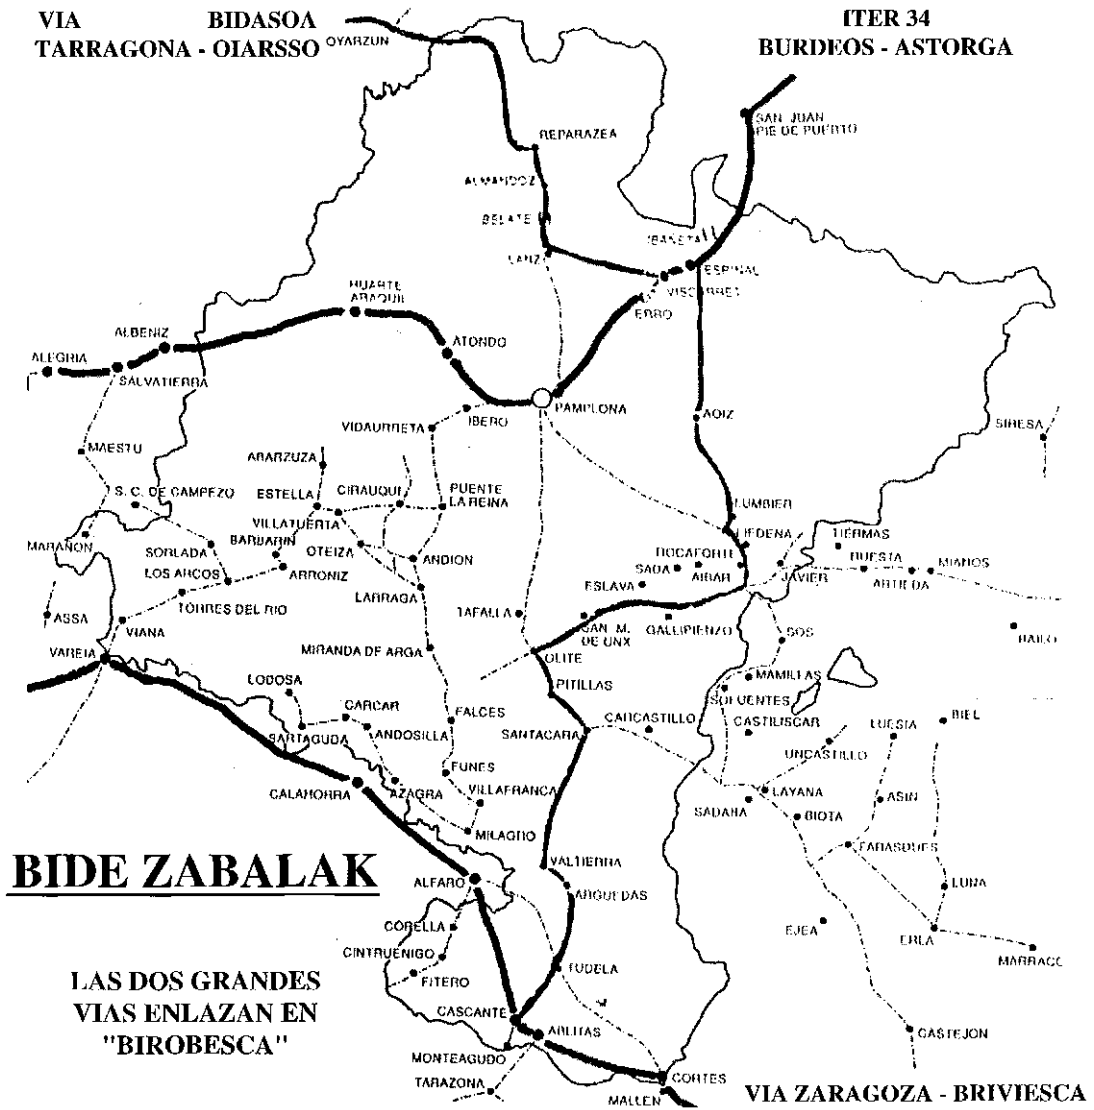 VIA BIDASOA
TARRAGONA - OIARSSO
ITER 34
BURDEOS - ASTORGA
OYARZUN
SAN JUAN
PIE DE PUERTO
REPARAZEA
ALMANDOZ
BELATE
IBAÑETA
LANZ
ESPINAL
VISCARRET
ERRO
HUARTE
ARAQUIL
ALBENIZ
ATONDO
ALEGRIA
SALVATIERRA
PAMPLONA
IBERO
AOIZ
VIDAURRETA
SIRESA
MAESTU
ABARZUZA
S. C. DE CAMPEZO
ESTELLA
CIRAUQUI
PUENTE
LA REINA
LUMBIER
VILLATUERTA
LIEDENA
TIERMAS
MARAÑON
BARBARIN
SORLADA
OTEIZA
ANDION
ROCAFORTE
RUESTA
SADA
AIBAR
JAVIER
ARTIEDA
MIANOS
LOS ARCOS
ARRONIZ
ESLAVA
LARRAGA
TORRES DEL RIO
ASSA
VIANA
TAFALLA
SAN M.
DE UNX
GALLIPIENZO
SOS
BAILO
VAREIA
MIRANDA DE ARGA
OLITE
LODOSA
PITILLAS
MAMILLAS
SOFUENTES
CARCAR
FALCES
CARCASTILLO
CASTILISCAR
LUESIA
BIEL
SARTAGUDA
ANDOSILLA
SANTACARA
UNCASTILLO
FUNES
CALAHORRA
AZAGRA
VILLAFRANCA
LAYANA
SADABA
ASIN
BIOTA
MILAGRO
FARASDUES
BIDE ZABALAK
VALTIERRA
ALFARO
ARGUEDAS
LUNA
CORELLA
EJEA
ERLA
CINTRUENIGO
MARRACC
FITERO
TUDELA
LAS DOS GRANDES
VIAS ENLAZAN EN
"BIROBESCA"
CASCANTE
ABLITAS
CASTEJON
MONTEAGUDO
TARAZONA
CORTES
MALLEN
VIA ZARAGOZA - BRIVIESCA